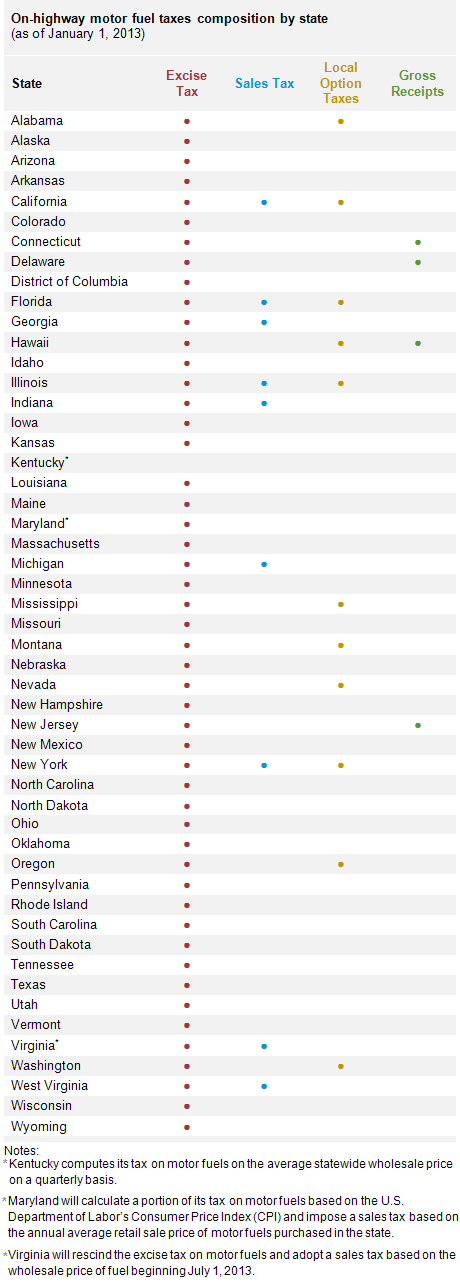 On-highway motor fuel taxes composition by state
(as of January 1, 2013)
State Excise Tax Sales Tax Local Option Taxes Gross Receipts
Alabama • •
Alaska •
Arizona •
Arkansas •
California • • •
Colorado •
Connecticut • •
Delaware • •
District of Columbia •
Florida • • •
Georgia • •
Hawaii • • •
Idaho •
Illinois • • •
Indiana • •
Iowa •
Kansas •
Kentucky*
Louisiana •
Maine •
Maryland* •
Massachusetts •
Michigan • •
Minnesota •
Mississippi • •
Missouri •
Montana • •
Nebraska •
Nevada • •
New Hampshire •
New Jersey • •
New Mexico •
New York • • •
North Carolina •
North Dakota •
Ohio •
Oklahoma •
Oregon • •
Pennsylvania •
Rhode Island •
South Carolina •
South Dakota •
Tennessee •
Texas •
Utah •
Vermont •
Virginia* • •
Washington • •
West Virginia • •
Wisconsin •
Wyoming •
Notes:
*Kentucky computes its tax on motor fuels on the average statewide wholesale price
on a quarterly basis.
*Maryland will calculate a portion of its tax on motor fuels based on the U.S.
Department of Labor's Consumer Price Index (CPI) and impose a sales tax based on
the annual average retail sale price of motor fuels purchased in the state.
*Virginia will rescind the excise tax on motor fuels and adopt a sales tax based on the
wholesale price of fuel beginning July 1, 2013.